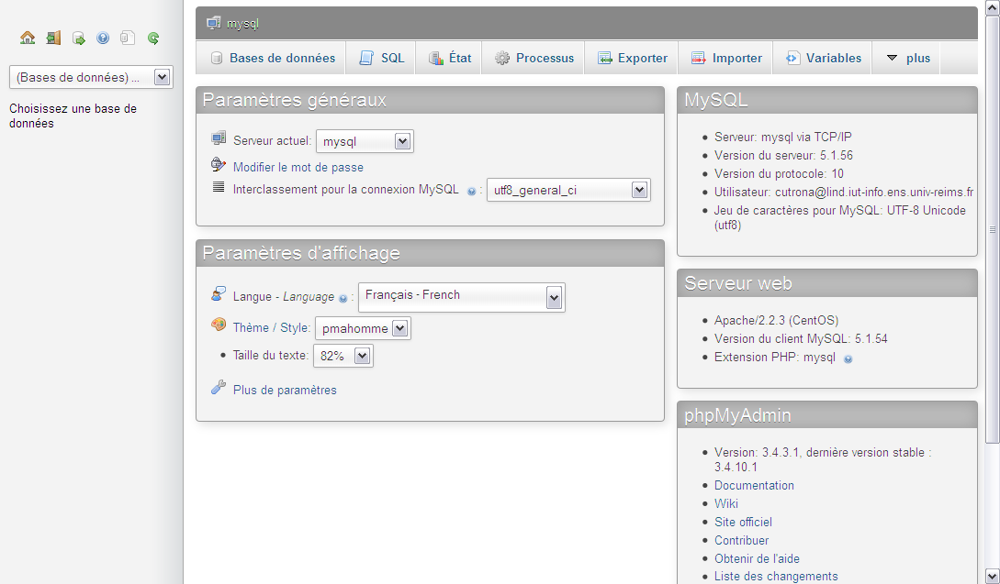 (Bases de données) ...
Choisissez une base de
données
mysql
Bases de données
SQL
État
Processus
Exporter
Importer
Variables
plus
Paramètres généraux
Serveur actuel: mysql
Modifier le mot de passe
Interclassement pour la connexion MySQL : utf8_general_ci
Paramètres d'affichage
Langue - Language : Français - French
Thème / Style: pmahomme
Taille du texte: 82%
Plus de paramètres
MySQL
Serveur: mysql via TCP/IP
Version du serveur: 5.1.56
Version du protocole: 10
Utilisateur: cutrona@lind.iut-info.ens.univ-reims.fr
Jeu de caractères pour MySQL: UTF-8 Unicode
(utf8)
Serveur web
Apache/2.2.3 (CentOS)
Version du client MySQL: 5.1.54
Extension PHP: mysql
phpMyAdmin
Version: 3.4.3.1, dernière version stable :
3.4.10.1
Documentation
Wiki
Site officiel
Contribuer
Obtenir de l'aide
Liste des changements